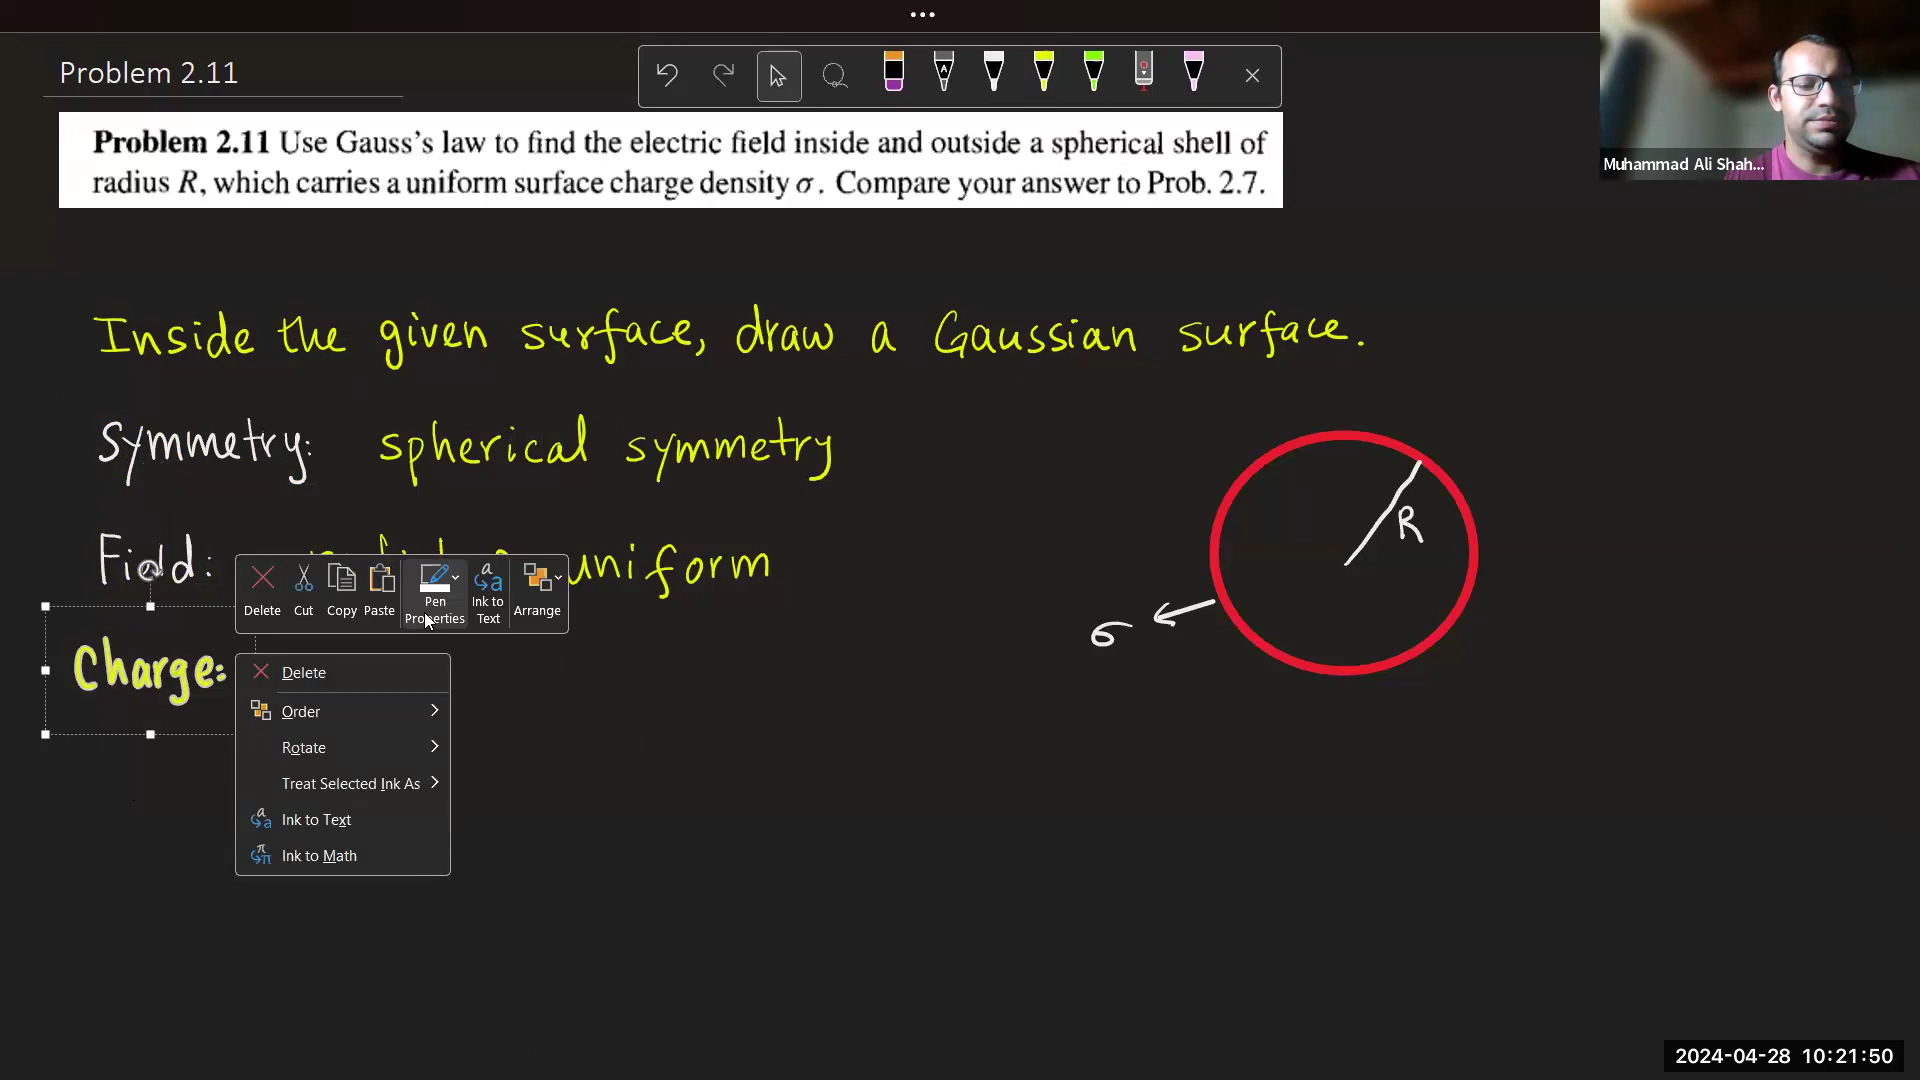 Problem 2.11
Problem 2.11 Use Gauss's law to find the electric field inside and outside a spherical shell of
radius R, which carries a uniform surface charge density σ. Compare your answer to Prob. 2.7.
Muhammad Ali Shah...
Inside the given surface, draw a Gaussian surface.
Symmetry: spherical symmetry
Field: uniform
Delete Cut Copy Paste Pen Properties Ink to Text Arrange
Charge:
Delete
Order
Rotate
Treat Selected Ink As
Ink to Text
Ink to Math
R
σ
2024-04-28 10:21:50